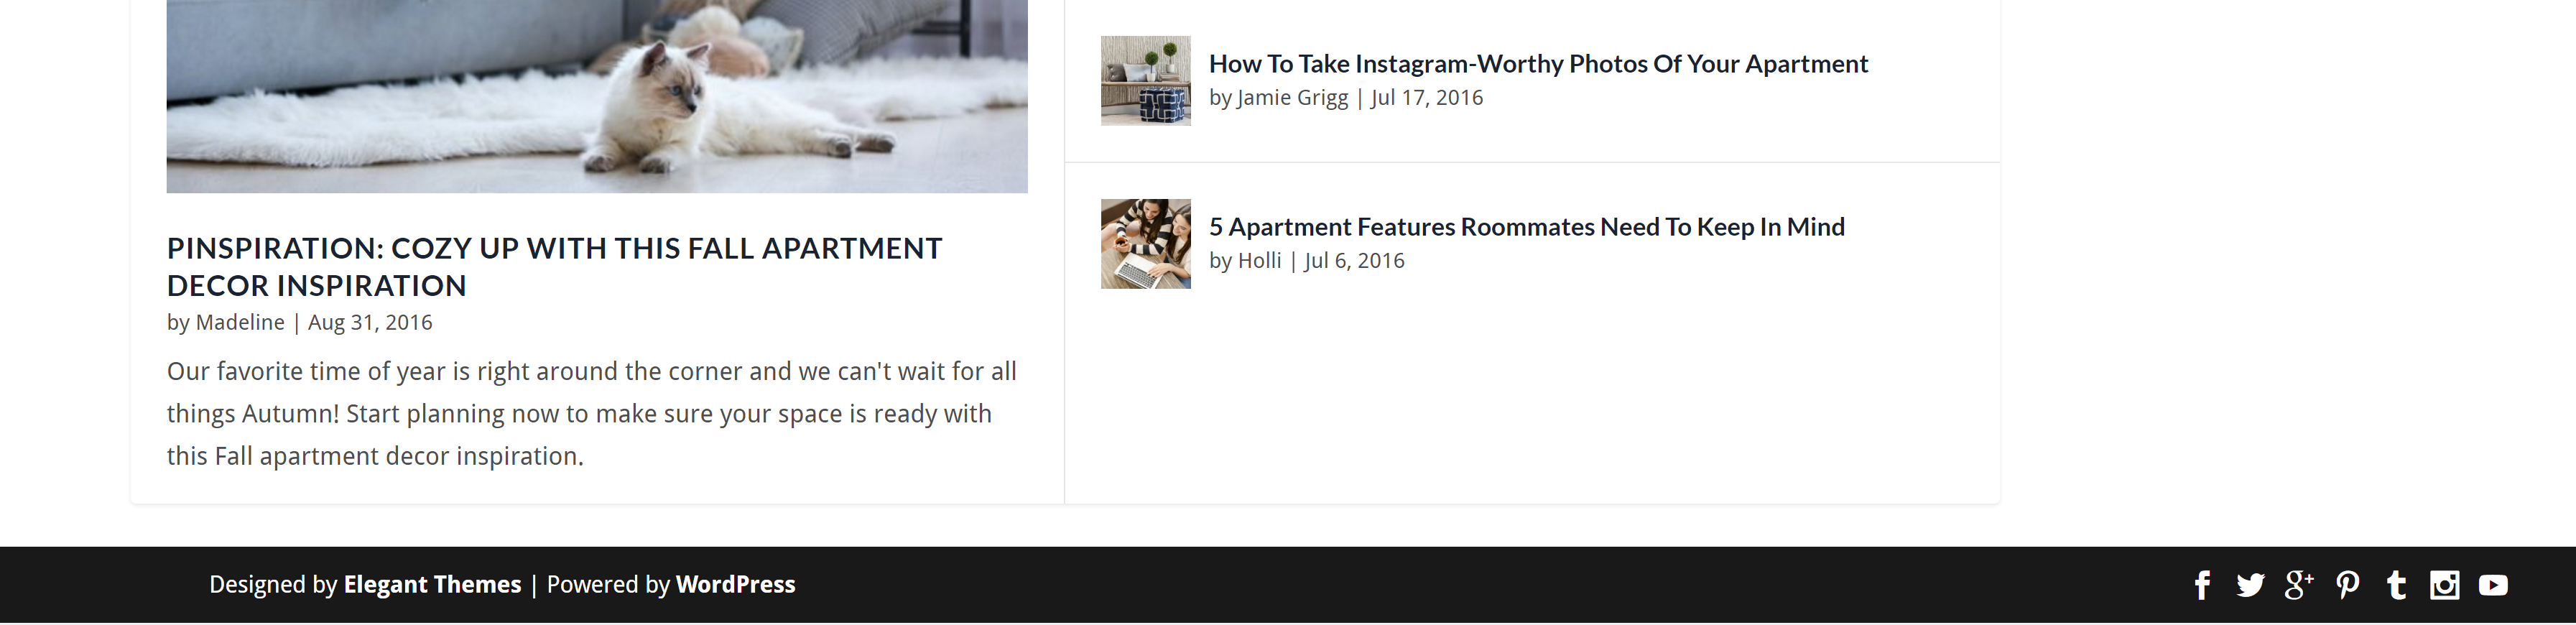 PINSPIRATION: COZY UP WITH THIS FALL APARTMENT
DECOR INSPIRATION
by Madeline | Aug 31, 2016
Our favorite time of year is right around the corner and we can't wait for all
things Autumn! Start planning now to make sure your space is ready with
this Fall apartment decor inspiration.
How To Take Instagram-Worthy Photos Of Your Apartment
by Jamie Grigg | Jul 17, 2016
5 Apartment Features Roommates Need To Keep In Mind
by Holli | Jul 6, 2016
Designed by Elegant Themes | Powered by WordPress